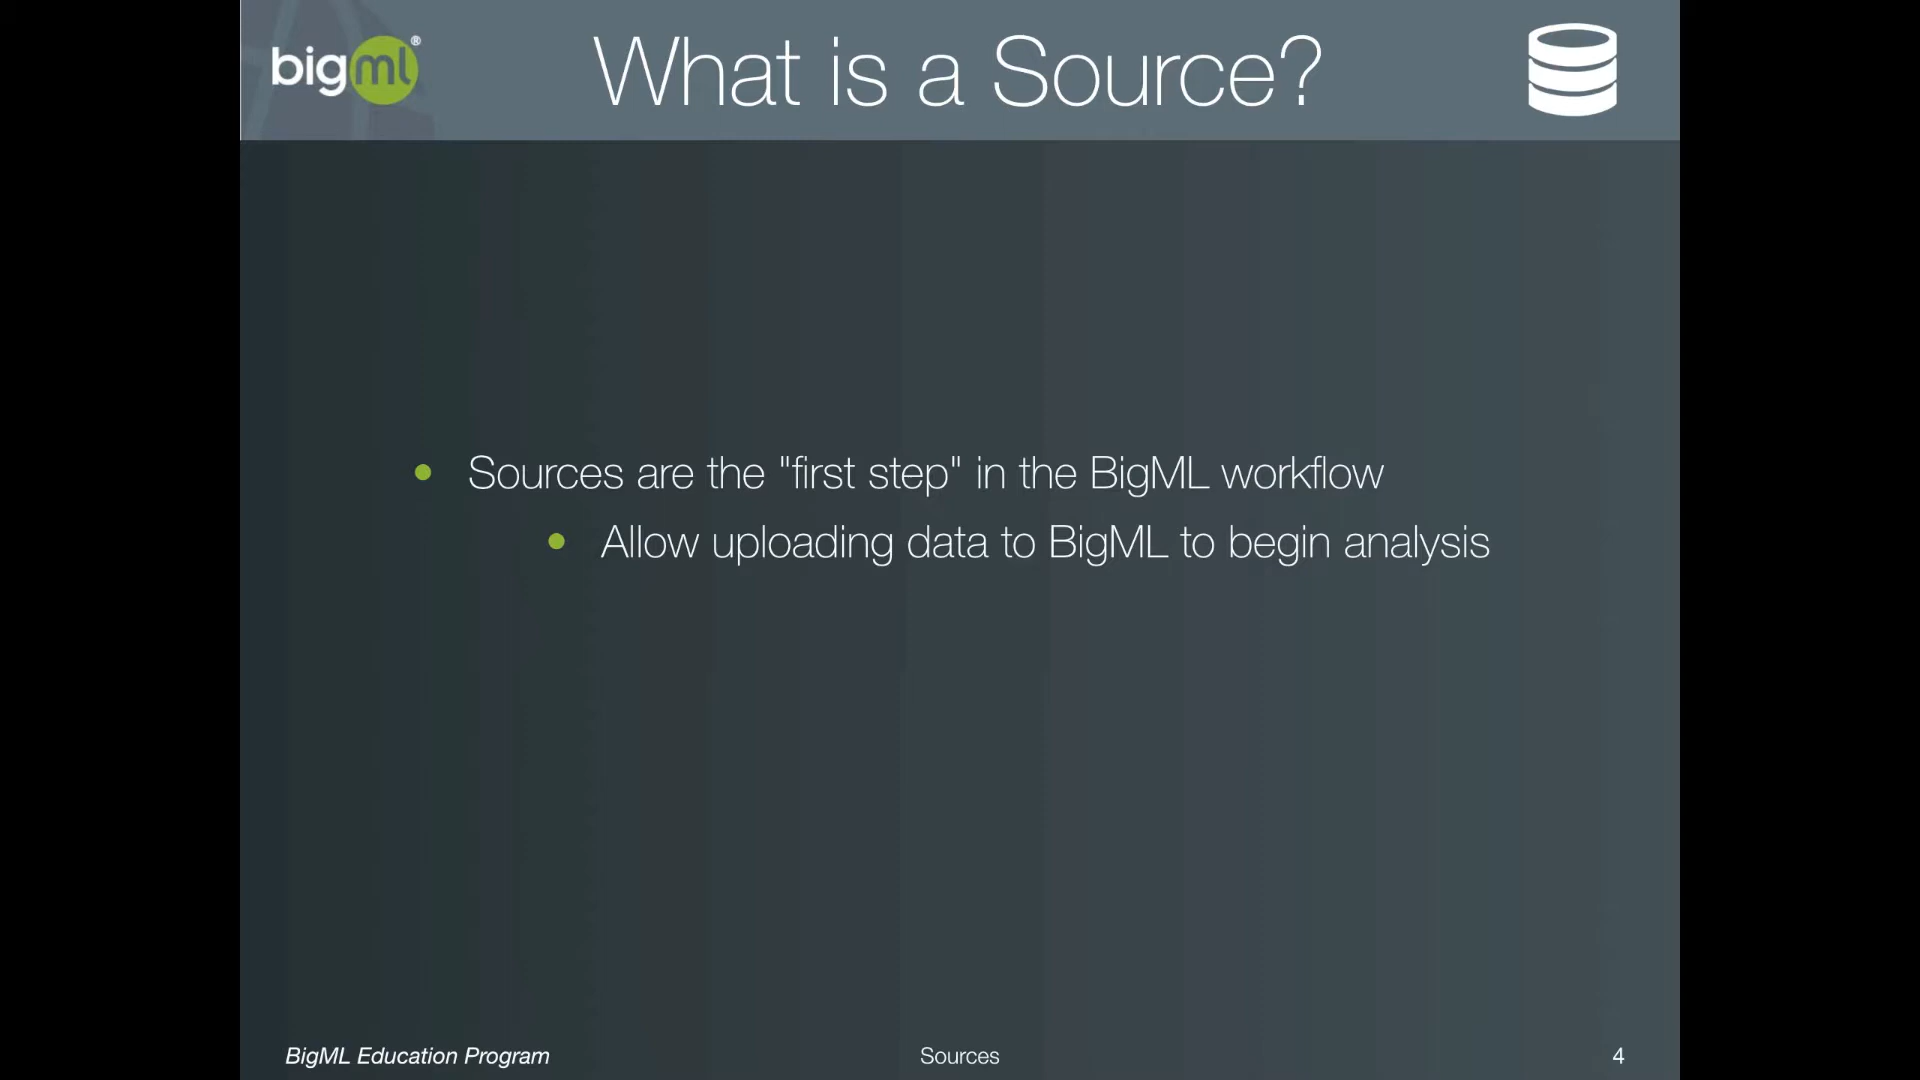 bigml®
What is a Source?
• Sources are the "first step" in the BigML workflow
• Allow uploading data to BigML to begin analysis
BigML Education Program
Sources
4